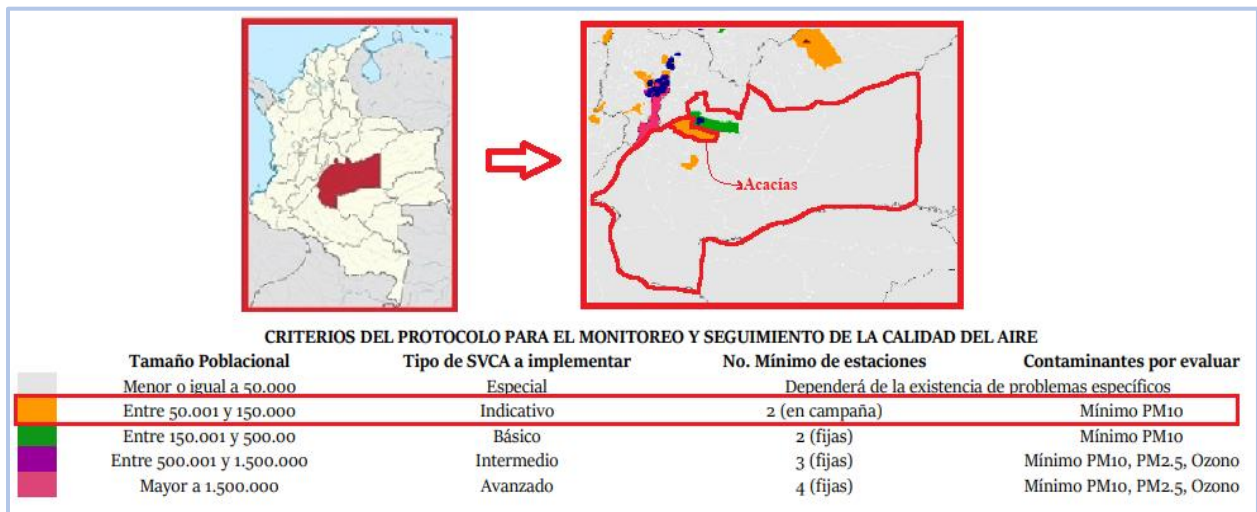 Acacías
CRITERIOS DEL PROTOCOLO PARA EL MONITOREO Y SEGUIMIENTO DE LA CALIDAD DEL AIRE
Tamaño Poblacional Tipo de SVCA a implementar No. Mínimo de estaciones Contaminantes por evaluar
Menor o igual a 50.000 Especial Dependerá de la existencia de problemas específicos
Entre 50.001 y 150.000 Indicativo 2 (en campaña) Mínimo PM10
Entre 150.001 y 500.00 Básico 2 (fijas) Mínimo PM10
Entre 500.001 y 1.500.000 Intermedio 3 (fijas) Mínimo PM10, PM2.5, Ozono
Mayor a 1.500.000 Avanzado 4 (fijas) Mínimo PM10, PM2.5, Ozono